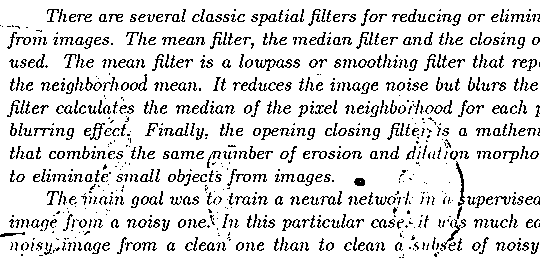 There are several classic spatial filters for reducing or elimin
from images. The mean filter, the median filter and the closing o
used. The mean filter is a lowpass or smoothing filter that rep
the neighborhood mean. It reduces the image noise but blurs the
filter calculates the median of the pixel neighborhood for each p
blurring effect. Finally, the opening closing filter is a mathem
that combines the same number of erosion and dilation morpho
to eliminate small objects from images.
The main goal was to train a neural network in a supervised
image from a noisy one. In this particular case it was much ea
noisy image from a clean one than to clean a subset of noisy